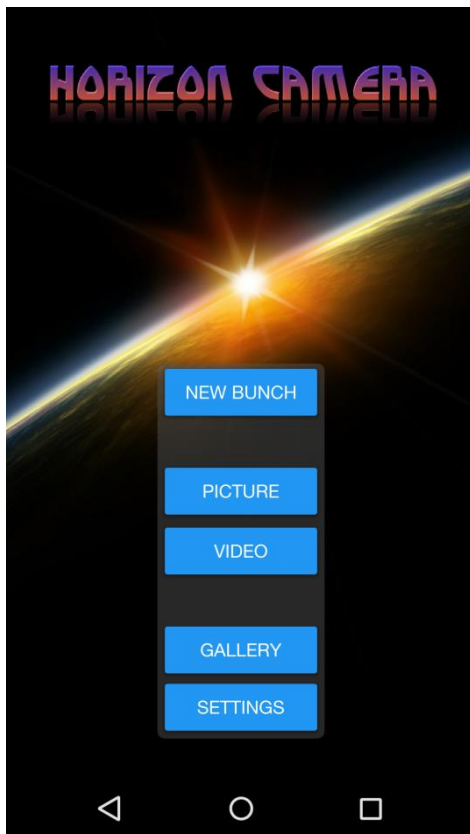 HORIZON CAMERA
NEW BUNCH
PICTURE
VIDEO
GALLERY
SETTINGS